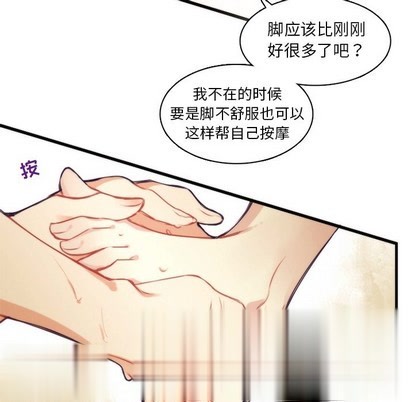 脚应该比刚刚
好很多了吧？
我不在的时候
要是脚不舒服也可以
这样帮自己按摩
按